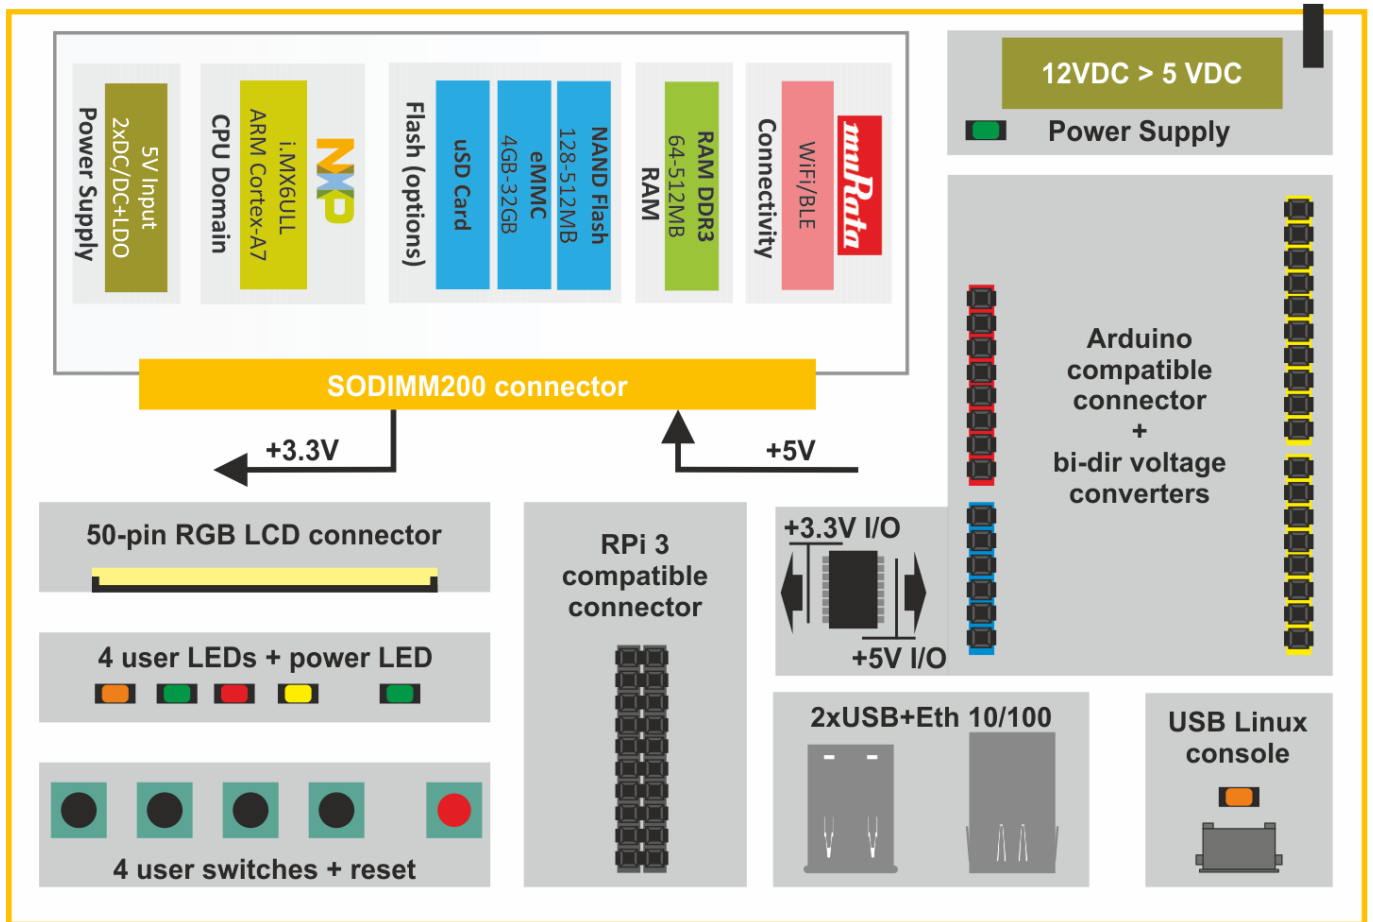 5V Input
2xDC/DC+LDO
Power Supply
NXP
i.MX6ULL
ARM Cortex-A7
CPU Domain
NAND Flash
128-512MB
eMMC
4GB-32GB
uSD Card
Flash (options)
RAM DDR3
64-512MB
RAM
muRata
WiFi/BLE
Connectivity
SODIMM200 connector
+3.3V
+5V
12VDC > 5 VDC
Power Supply
Arduino
compatible
connector
+
bi-dir voltage
converters
50-pin RGB LCD connector
4 user LEDs + power LED
4 user switches + reset
RPi 3
compatible
connector
+3.3V I/O
+5V I/O
2xUSB+Eth 10/100
USB Linux
console